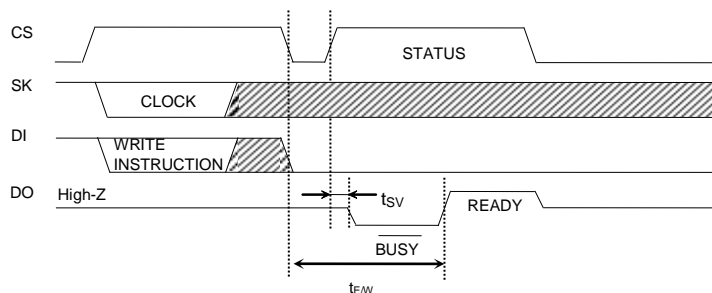 CS
STATUS
SK
CLOCK
DI
WRITE
INSTRUCTION
DO
High-Z
tSV
READY
BUSY
tE/W